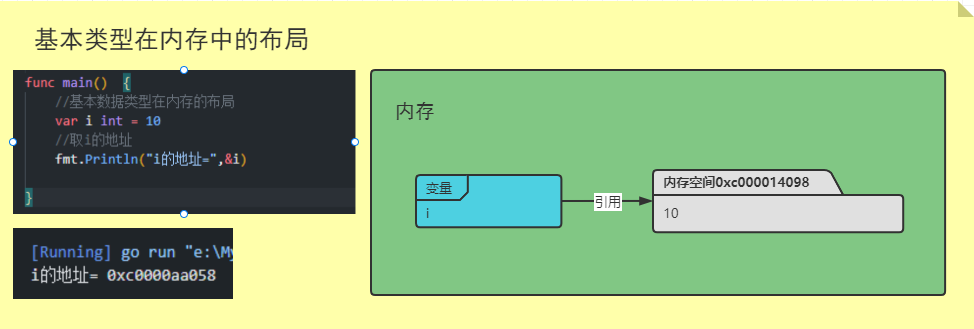 基本类型在内存中的布局
func main() {
//基本数据类型在内存的布局
var i int = 10
//取i的地址
fmt.Println("i的地址=",&i)
}
[Running] go run "e:\My
i的地址= 0xc0000aa058
内存
变量
i
引用
内存空间0xc000014098
10